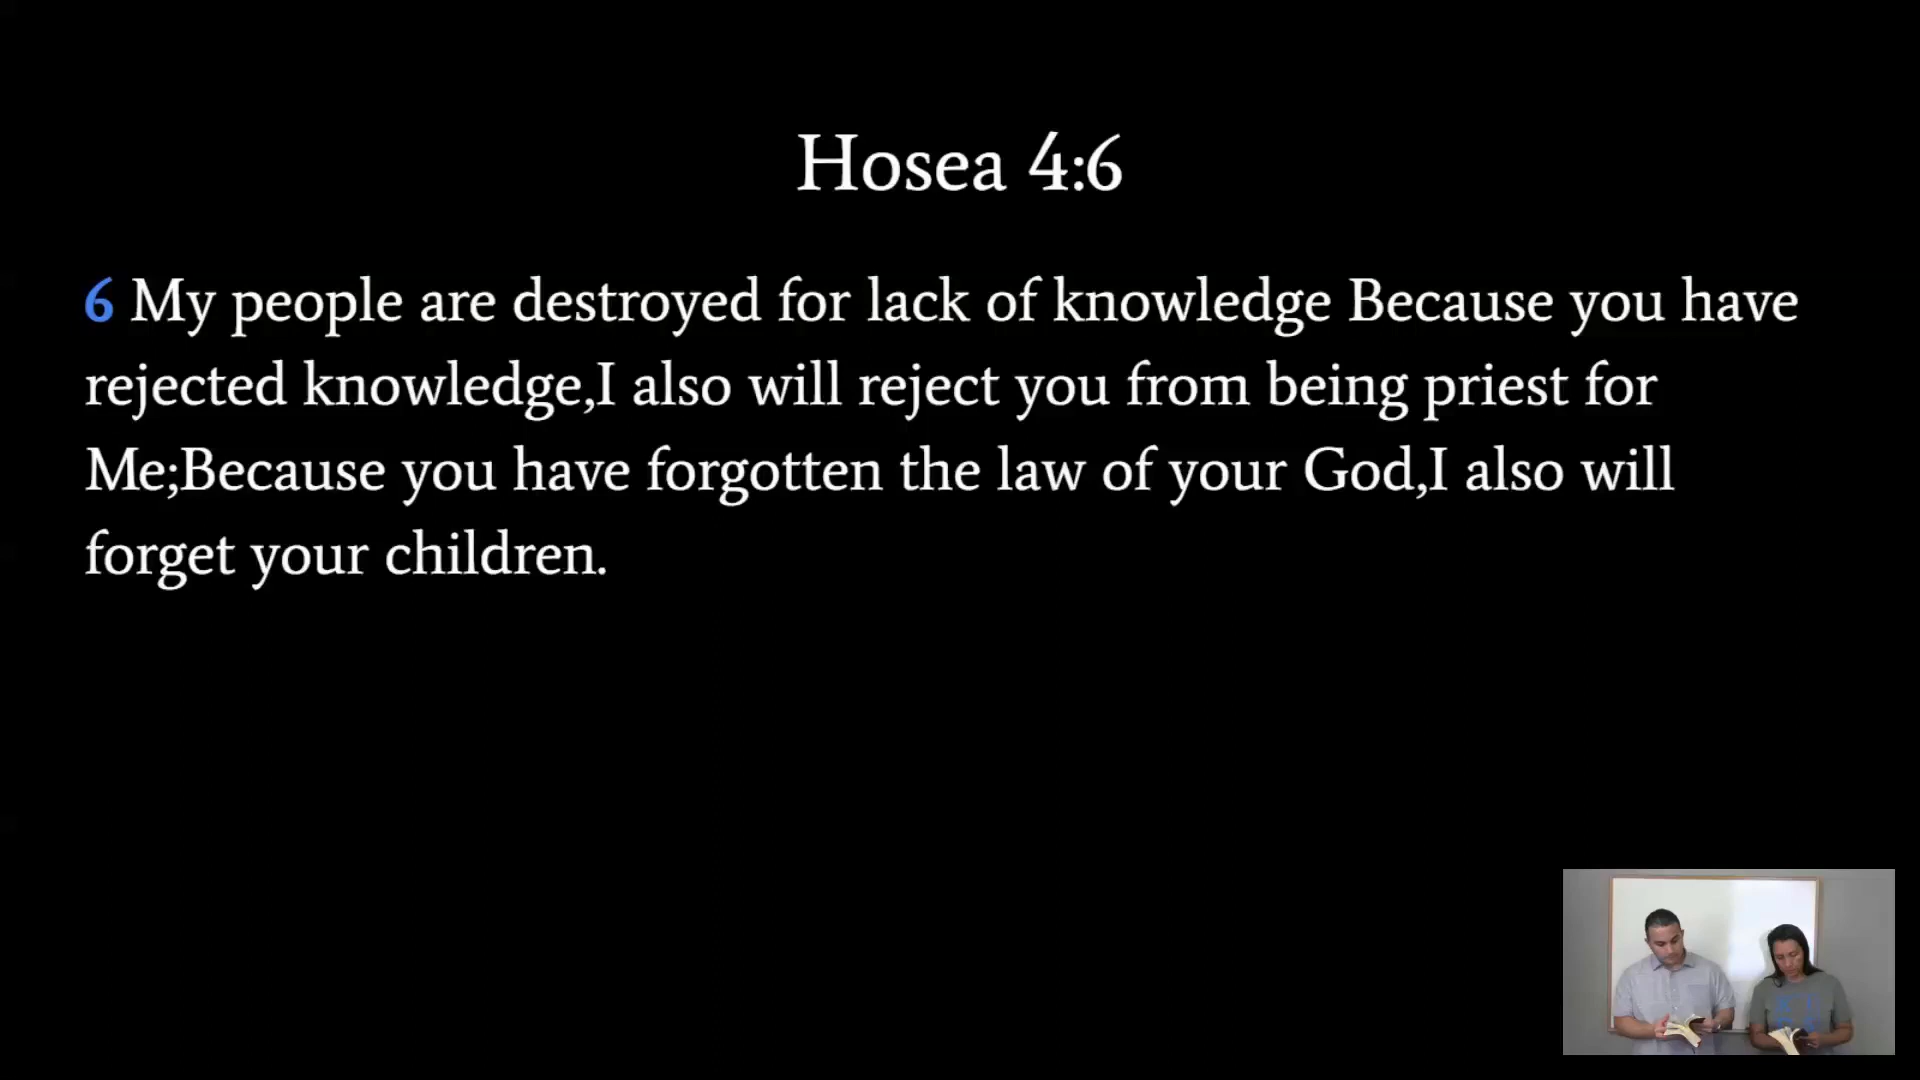 Hosea 4:6
6 My people are destroyed for lack of knowledge Because you have
rejected knowledge,I also will reject you from being priest for
Me;Because you have forgotten the law of your God,I also will
forget your children.